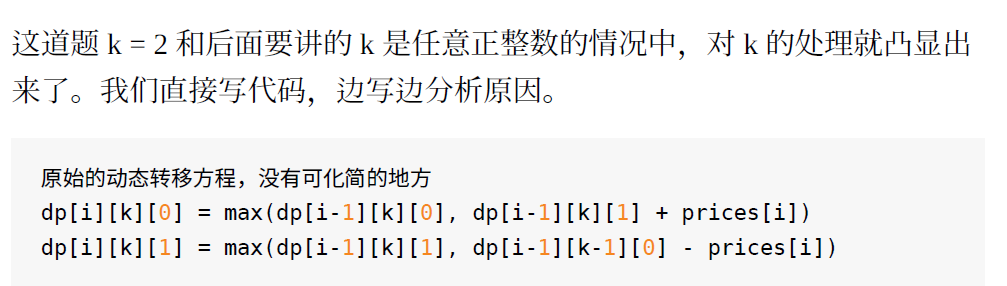 这道题 k = 2 和后面要讲的 k 是任意正整数的情况中，对 k 的处理就凸显出
来了。我们直接写代码，边写边分析原因。
原始的动态转移方程，没有可化简的地方
dp[i][k][0] = max(dp[i-1][k][0], dp[i-1][k][1] + prices[i])
dp[i][k][1] = max(dp[i-1][k][1], dp[i-1][k-1][0] - prices[i])